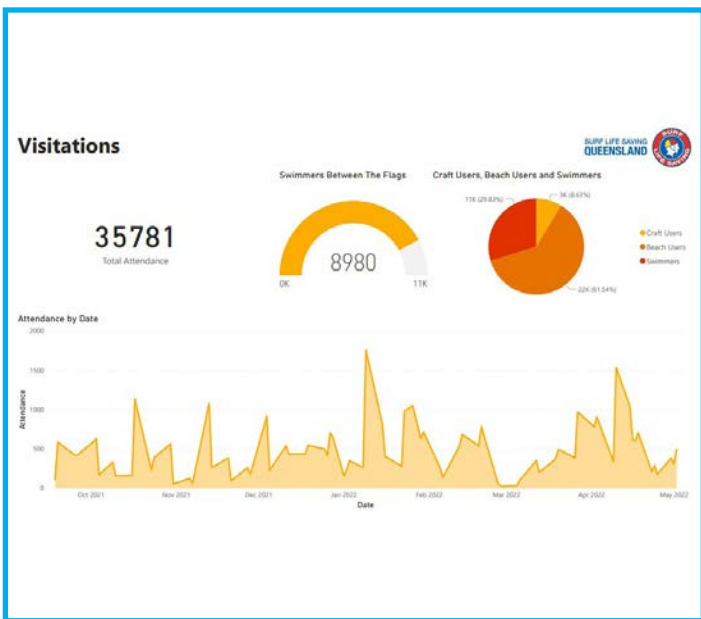 Visitations
SURF LIFE SAVING
QUEENSLAND
SURF
LIFE SAVING
Swimmers Between The Flags
Craft Users, Beach Users and Swimmers
35781
Total Attendance
8980
0K
11K
11K (29.83%)
3K (8.63%)
22K (61.54%)
Craft Users
Beach Users
Swimmers
Attendance by Date
2000
1500
1000
500
0
Attendance
Oct 2021
Nov 2021
Dec 2021
Jan 2022
Feb 2022
Mar 2022
Apr 2022
May 2022
Date